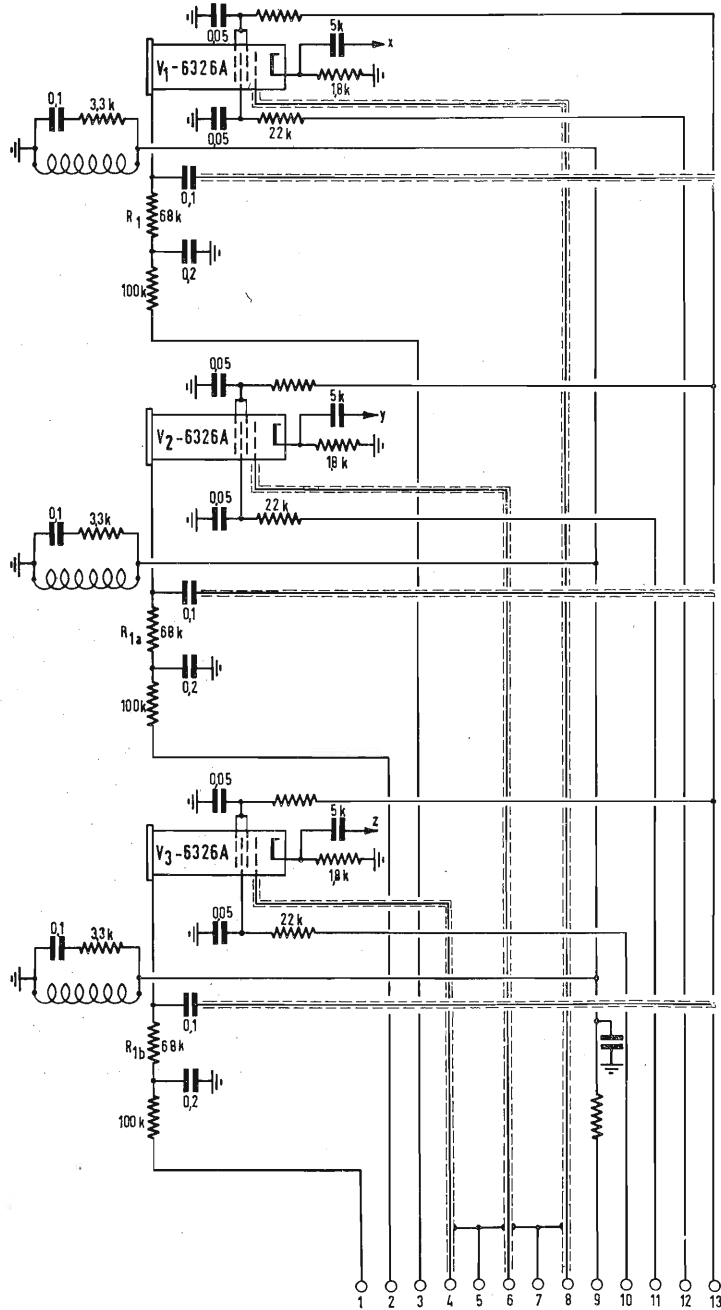 0,05
5k
x
V1-6326A
1,8k
0,1
3,3k
0,05
22k
0,1
R1
68k
0,2
100k
0,05
5k
y
V2-6326A
1,8k
0,05
22k
0,1
3,3k
0,1
R1a
68k
0,2
100k
0,05
5k
z
V3-6326A
1,8k
0,05
22k
0,1
3,3k
0,1
R1b
68k
0,2
100k
1 2 3 4 5 6 7 8 9 10 11 12 13